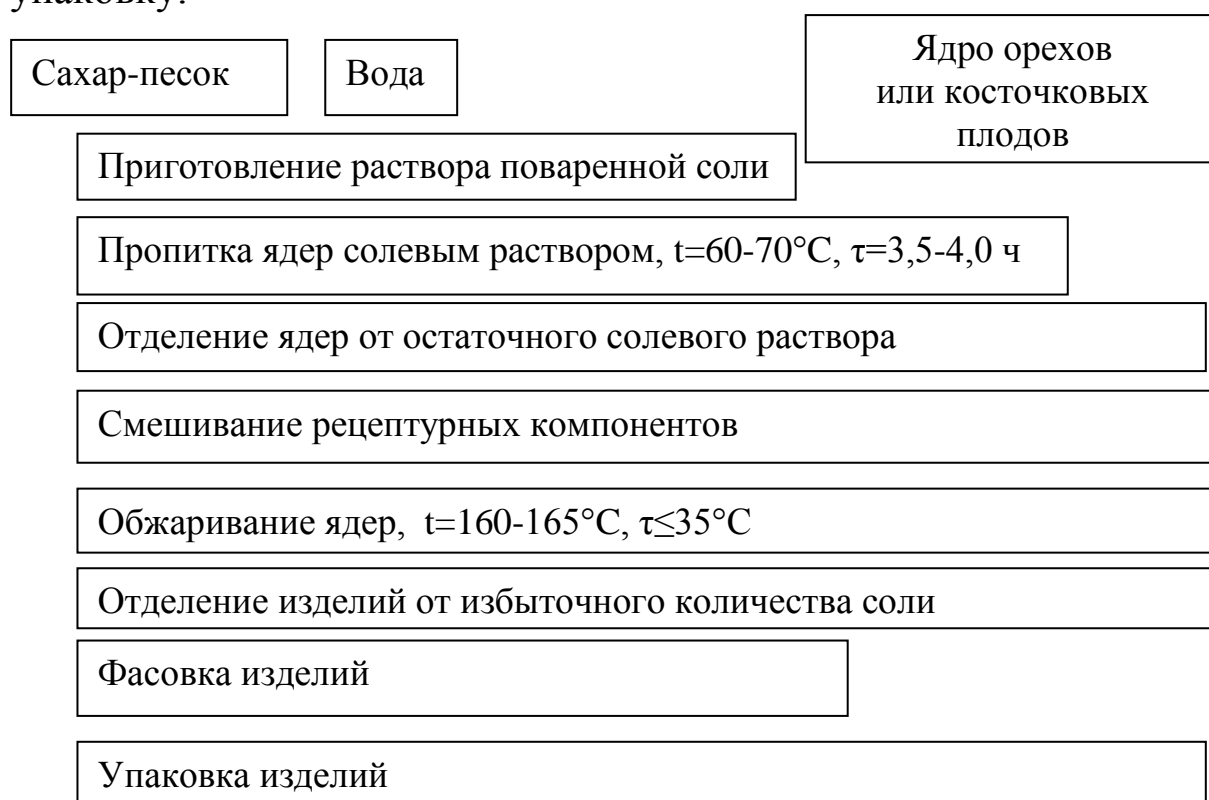 упаковку.
Сахар-песок
Вода
Ядро орехов
или косточковых
плодов
Приготовление раствора поваренной соли
Пропитка ядер солевым раствором, t=60-70°С, τ=3,5-4,0 ч
Отделение ядер от остаточного солевого раствора
Смешивание рецептурных компонентов
Обжаривание ядер, t=160-165°С, τ≤35°С
Отделение изделий от избыточного количества соли
Фасовка изделий
Упаковка изделий